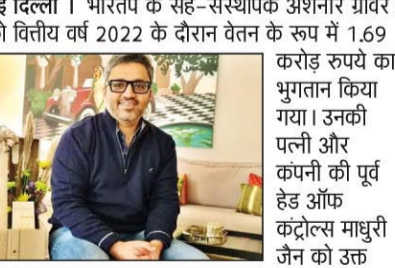 ई दिल्ली । भारतपे के सह-संस्थापक अशनीर ग्रोवर
वित्तीय वर्ष 2022 के दौरान वेतन के रूप में 1.69
करोड़ रुपये का
भुगतान किया
गया। उनकी
पत्नी और
कंपनी की पूर्व
हेड ऑफ
कंट्रोल्स माधुरी
जैन को उक्त